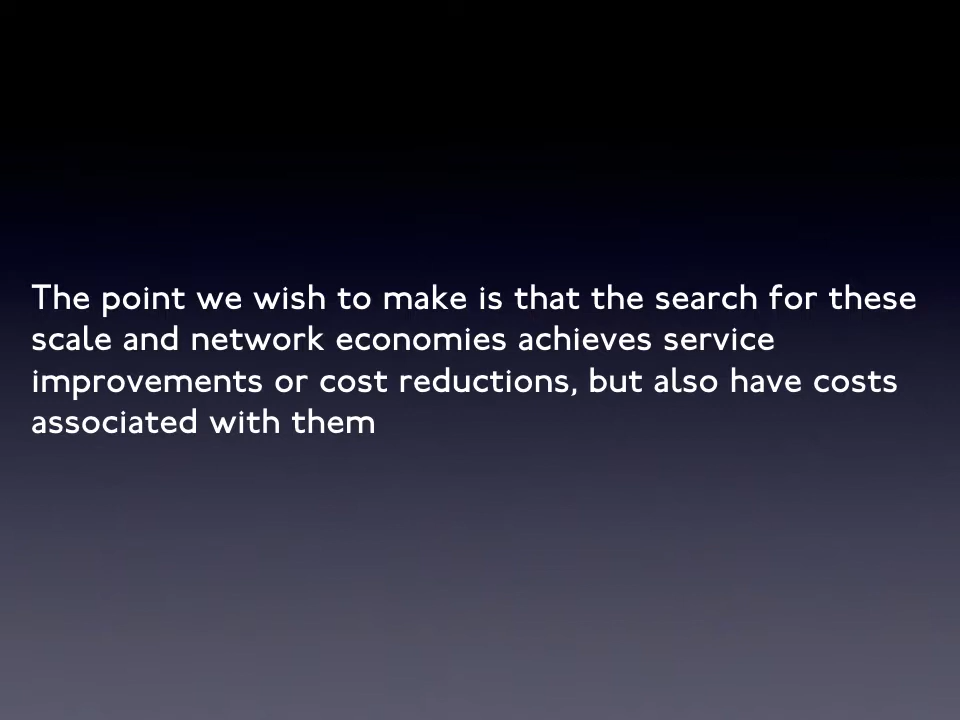 The point we wish to make is that the search for these
scale and network economies achieves service
improvements or cost reductions, but also have costs
associated with them